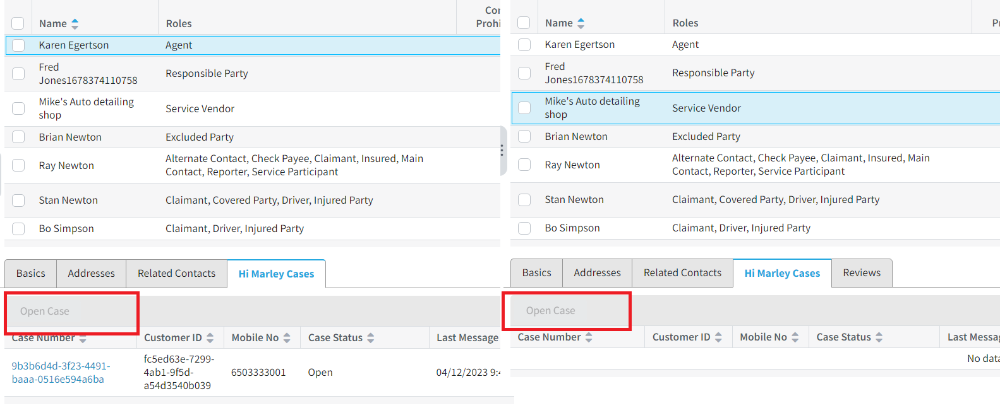 Name
Roles
Karen Egertson
Agent
Fred
Jones1678374110758
Responsible Party
Mike's Auto detailing
shop
Service Vendor
Brian Newton
Excluded Party
Ray Newton
Alternate Contact, Check Payee, Claimant, Insured, Main
Contact, Reporter, Service Participant
Stan Newton
Claimant, Covered Party, Driver, Injured Party
Bo Simpson
Claimant, Driver, Injured Party
Basics
Addresses
Related Contacts
Hi Marley Cases
Open Case
Case Number
Customer ID
Mobile No
Case Status
Last Message
9b3b6d4d-3f23-4491-
baaa-0516e594a6ba
fc5ed63e-7299-
4ab1-9f5d-
a54d3540b039
6503333001
Open
04/12/2023
Name
Roles
Karen Egertson
Agent
Fred
Jones1678374110758
Responsible Party
Mike's Auto detailing
shop
Service Vendor
Brian Newton
Excluded Party
Ray Newton
Alternate Contact, Check Payee, Claimant, Insured, Main
Contact, Reporter, Service Participant
Stan Newton
Claimant, Covered Party, Driver, Injured Party
Bo Simpson
Claimant, Driver, Injured Party
Basics
Addresses
Related Contacts
Hi Marley Cases
Reviews
Open Case
Case Number
Customer ID
Mobile No
Case Status
Last
No